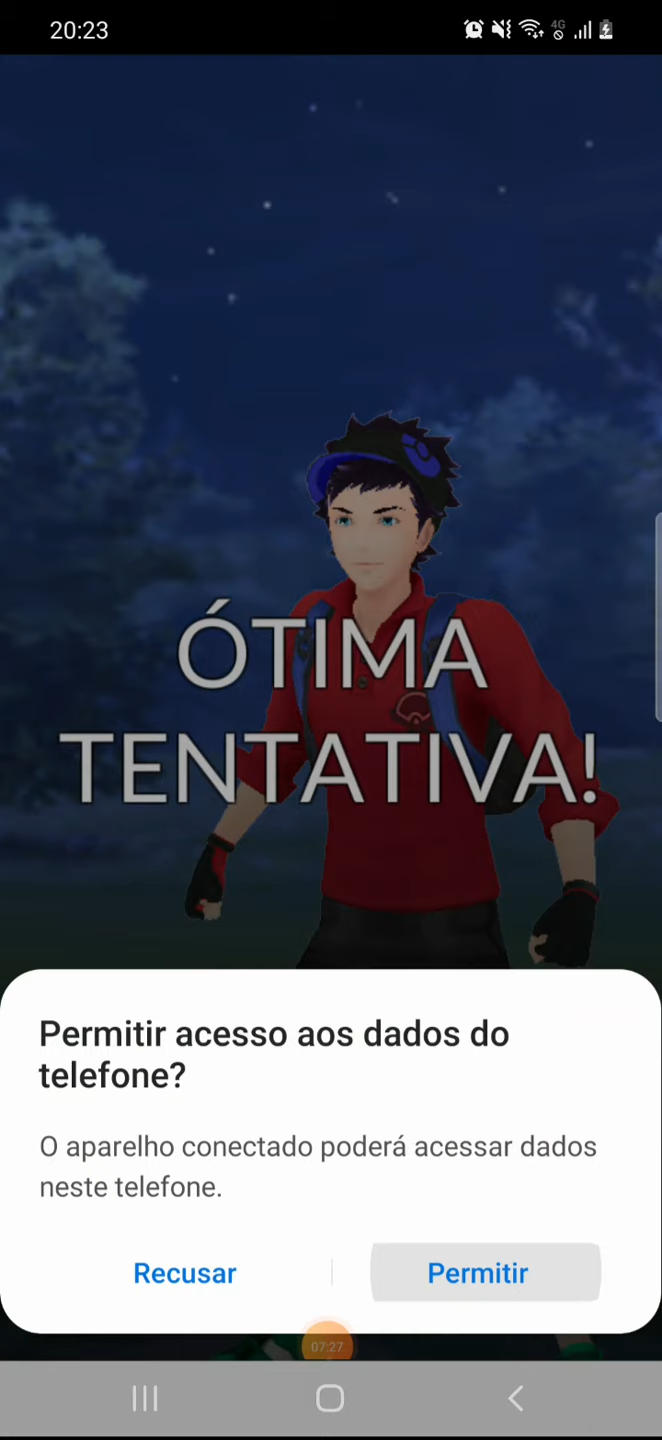 20:23
4G
ÓTIMA
TENTATIVA!
Permitir acesso aos dados do
telefone?
O aparelho conectado poderá acessar dados
neste telefone.
Recusar
Permitir
07:27